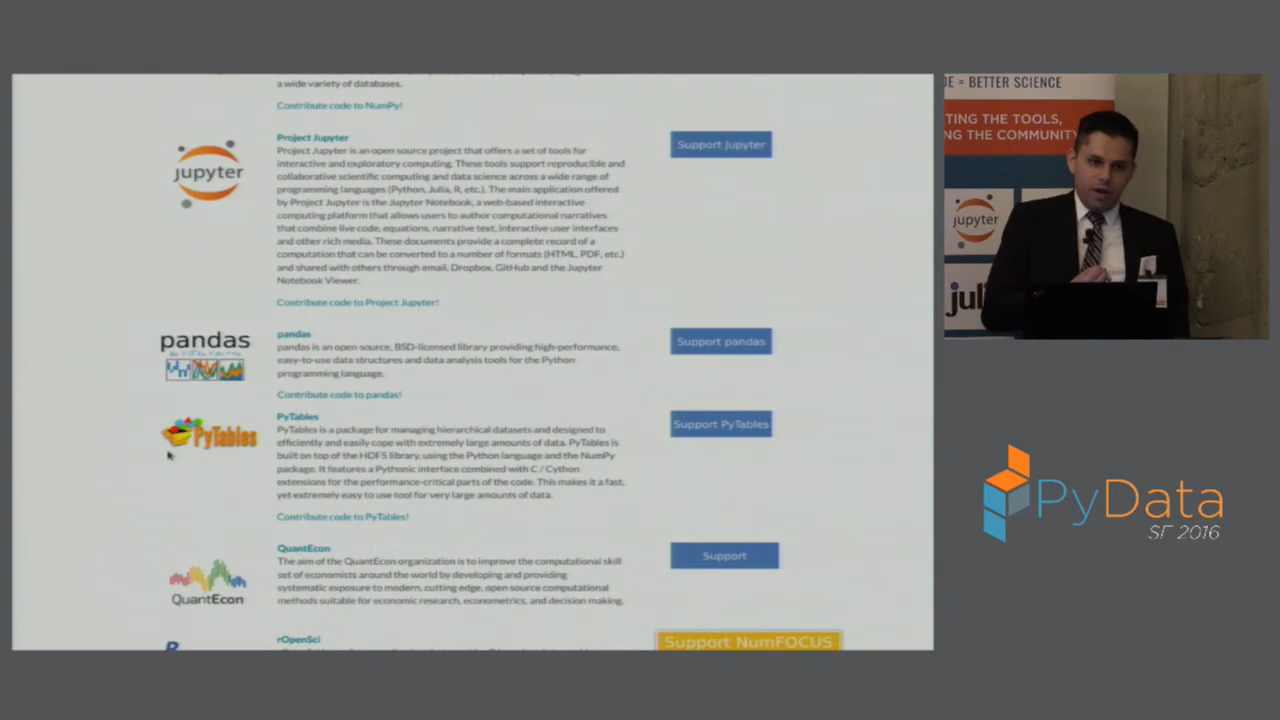 a wide variety of databases.
Contribute code to NumPy!
jupyter
Project Jupyter
Project Jupyter is an open source project that offers a set of tools for
interactive and exploratory computing. These tools support reproducible and
collaborative scientific computing and data science across a wide range of
programming languages (Python, Julia, R, etc.). The main application offered
by Project Jupyter is the Jupyter Notebook, a web-based interactive
computing platform that allows users to author computational narratives
that combine live code, equations, narrative text, interactive user interfaces
and other rich media. These documents provide a complete record of a
computation that can be converted to a number of formats (HTML, PDF, etc.)
and shared with others through email, Dropbox, GitHub and the Jupyter
Notebook Viewer.
Contribute code to Project Jupyter!
Support Jupyter
pandas
pandas
pandas is an open source, BSD-licensed library providing high-performance,
easy-to-use data structures and data analysis tools for the Python
programming language.
Contribute code to pandas!
Support pandas
PyTables
PyTables
PyTables is a package for managing hierarchical datasets and designed to
efficiently and easily cope with extremely large amounts of data. PyTables is
built on top of the HDF5 library, using the Python language and the NumPy
package. It features a Pythonic interface combined with C / Cython
extensions for the performance-critical parts of the code. This makes it a fast,
yet extremely easy to use tool for very large amounts of data.
Contribute code to PyTables!
Support PyTables
QuantEcon
QuantEcon
The aim of the QuantEcon organization is to improve the computational skill
set of economists around the world by developing and providing
systematic exposure to modern, cutting edge, open source computational
methods suitable for economic research, econometrics, and decision making.
Support
rOpenSci
Support NumFOCUS
DE = BETTER SCIENCE
TING THE TOOLS,
NG THE COMMUNITY
jupyter
juli
PyData
SF 2016